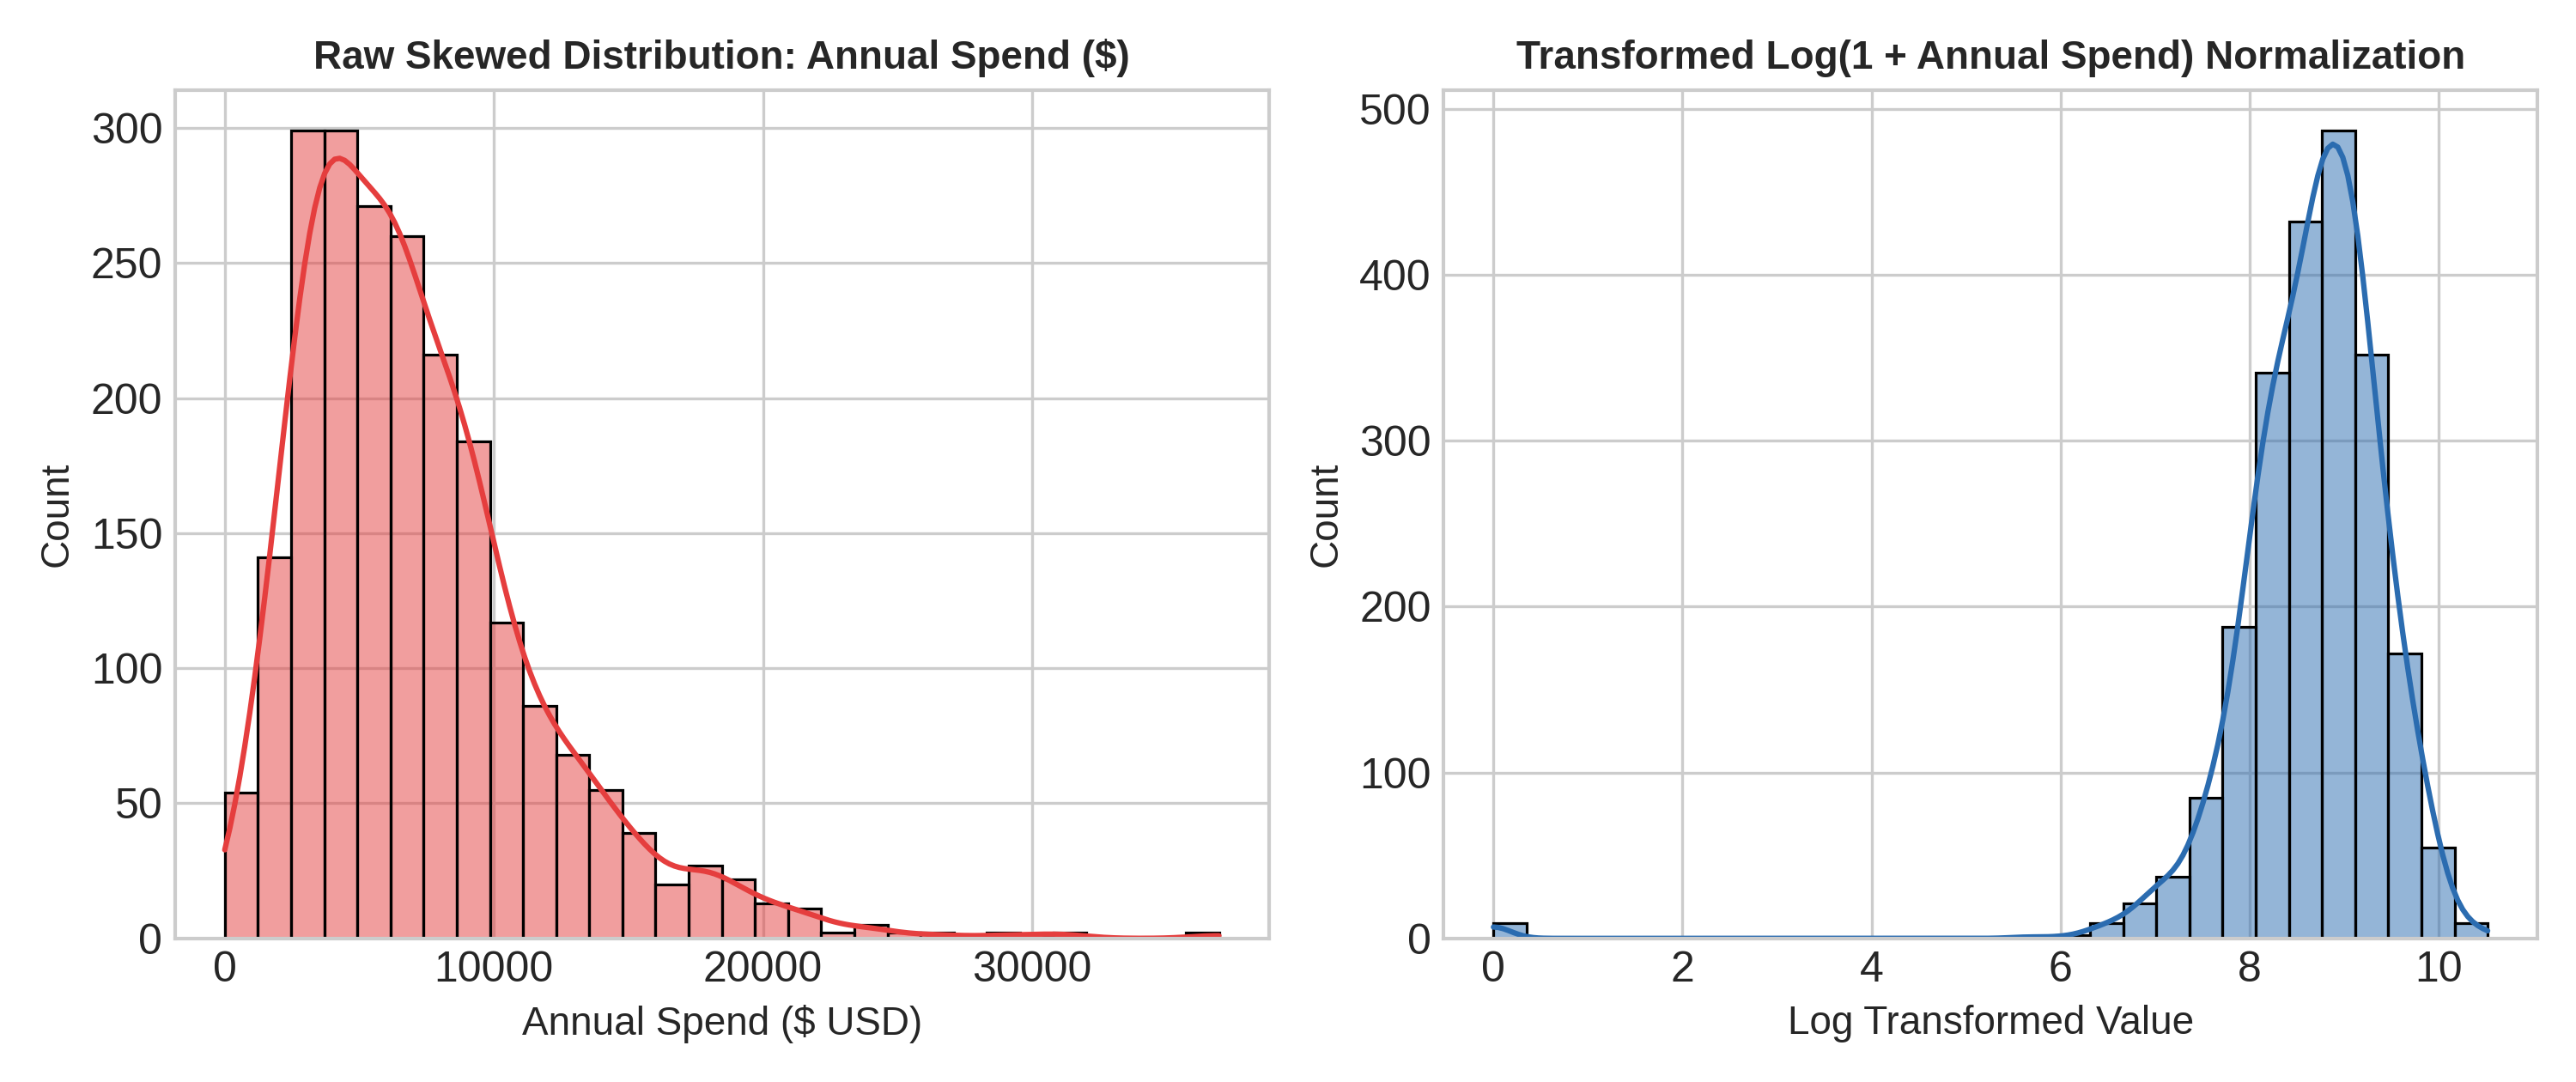 Raw Skewed Distribution: Annual Spend ($)
300
250
200
150
100
50
0
Count
0 10000 20000 30000
Annual Spend ($ USD)
Transformed Log(1 + Annual Spend) Normalization
500
400
300
200
100
0
Count
0 2 4 6 8 10
Log Transformed Value